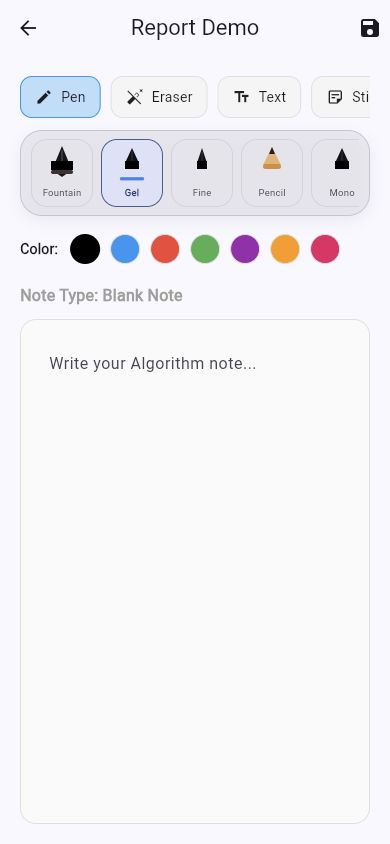 Report Demo
Pen Eraser Text Sti
Fountain Gel Fine Pencil Mono
Color:
Note Type: Blank Note
Write your Algorithm note...